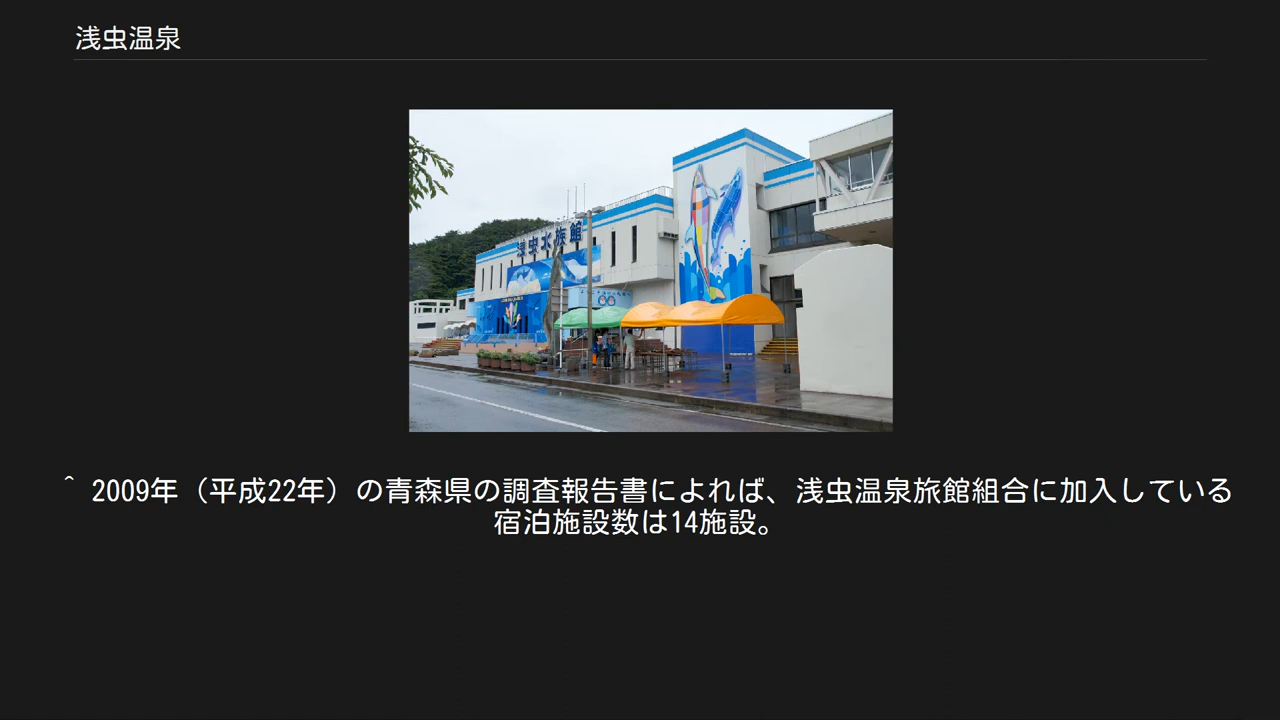 浅虫温泉
浅虫水族館
^ 2009年（平成22年）の青森県の調査報告書によれば、浅虫温泉旅館組合に加入している
宿泊施設数は14施設。